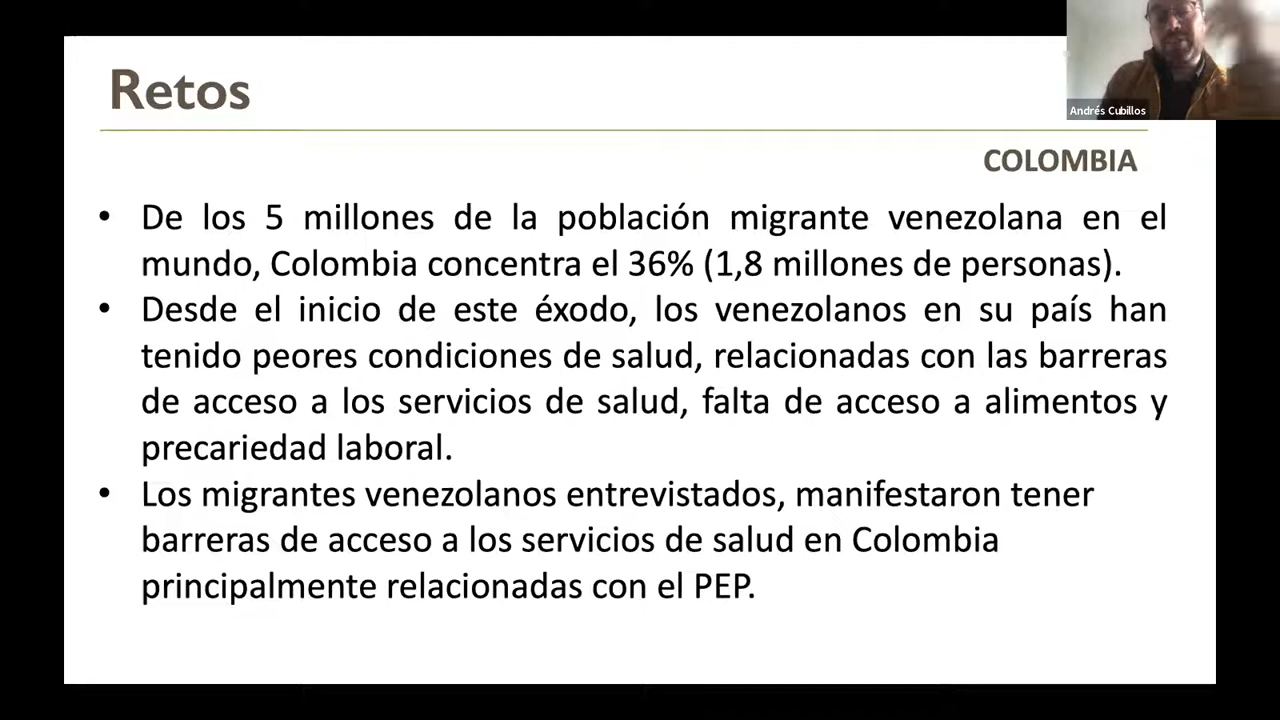 Retos
Andrés Cubillos
COLOMBIA
• De los 5 millones de la población migrante venezolana en el
mundo, Colombia concentra el 36% (1,8 millones de personas).
• Desde el inicio de este éxodo, los venezolanos en su país han
tenido peores condiciones de salud, relacionadas con las barreras
de acceso a los servicios de salud, falta de acceso a alimentos y
precariedad laboral.
• Los migrantes venezolanos entrevistados, manifestaron tener
barreras de acceso a los servicios de salud en Colombia
principalmente relacionadas con el PEP.